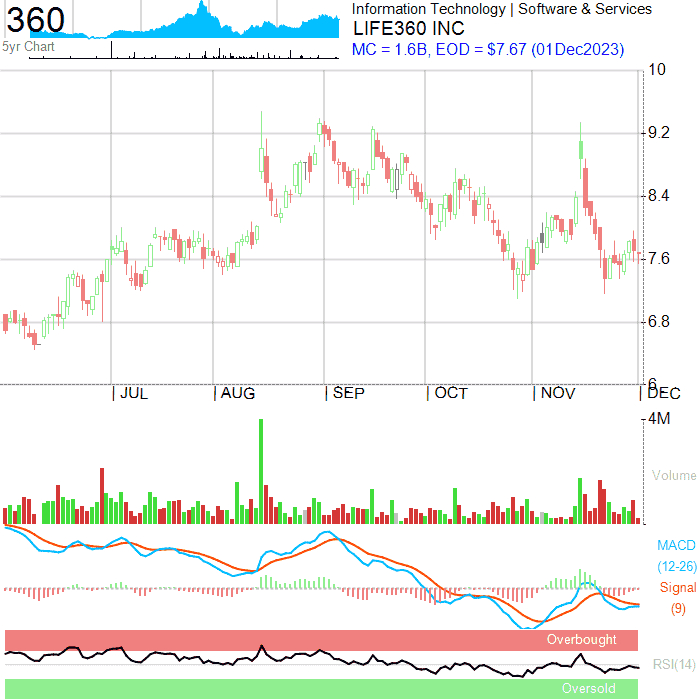 360
5yr Chart
Information Technology | Software & Services
LIFE360 INC
MC = 1.6B, EOD = $7.67 (01Dec2023)
10
9.2
8.4
7.6
6.8
6
JUL AUG SEP OCT NOV DEC
4M
Volume
MACD
(12-26)
Signal
(9)
Overbought
RSI(14)
Oversold